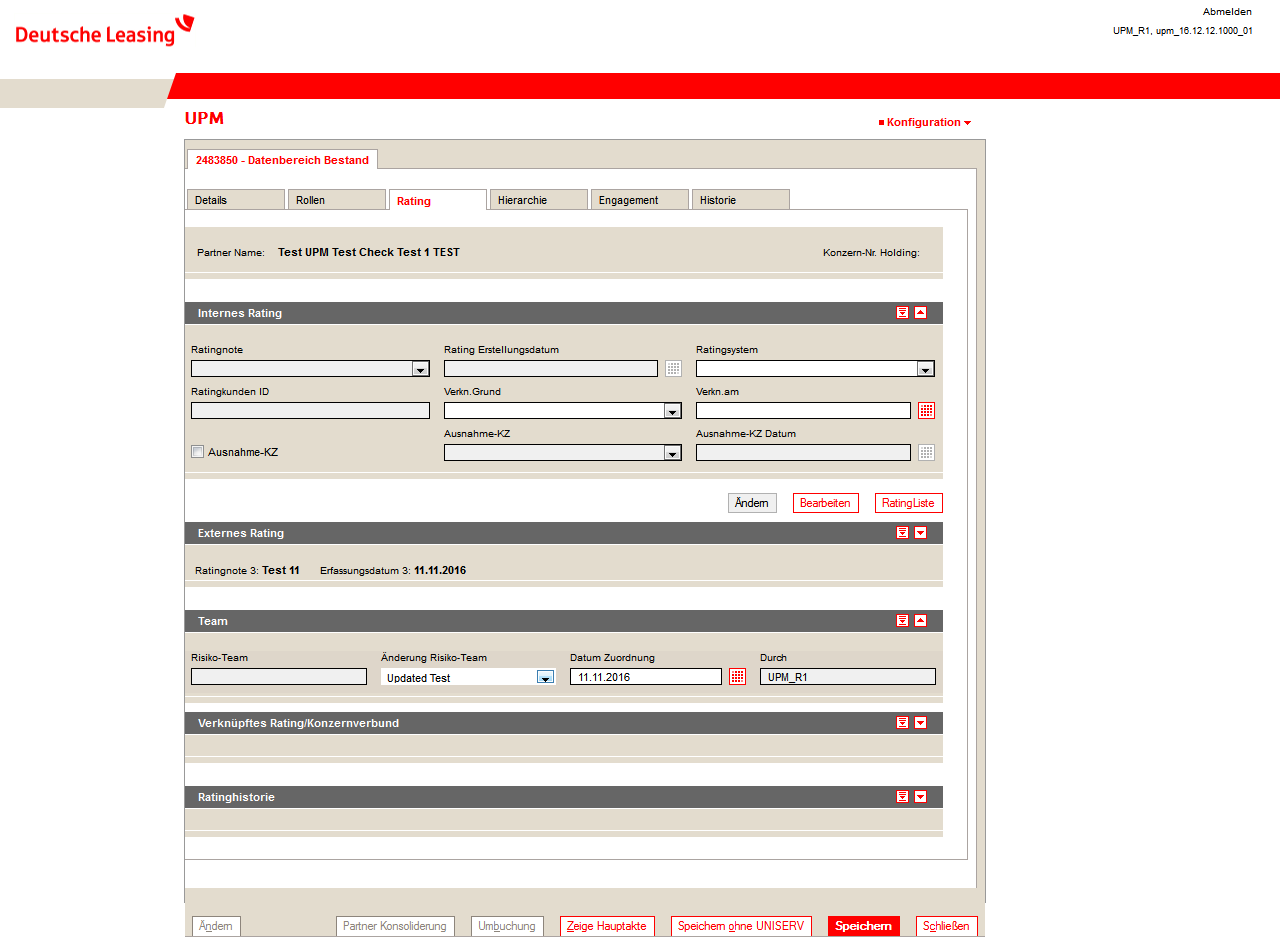 Deutsche Leasing
Abmelden
UPM_R1, upm_16.12.12.1000_01
UPM
Konfiguration
2483850 - Datenbereich Bestand
Details Rollen Rating Hierarchie Engagement Historie
Partner Name: Test UPM Test Check Test 1 TEST Konzern-Nr. Holding:
Internes Rating
Ratingnote Rating Erstellungsdatum Ratingsystem
Ratingkunden ID Verkn.Grund Verkn.am
Ausnahme-KZ Ausnahme-KZ Datum
Ausnahme-KZ
Ändern Bearbeiten RatingListe
Externes Rating
Ratingnote 3: Test 11 Erfassungsdatum 3: 11.11.2016
Team
Risiko-Team Änderung Risiko-Team Datum Zuordnung Durch
Updated Test 11.11.2016 UPM_R1
Verknüpftes Rating/Konzernverbund
Ratinghistorie
Ändern Partner Konsolidierung Umbuchung Zeige Hauptakte Speichern ohne UNISERV Speichern Schließen